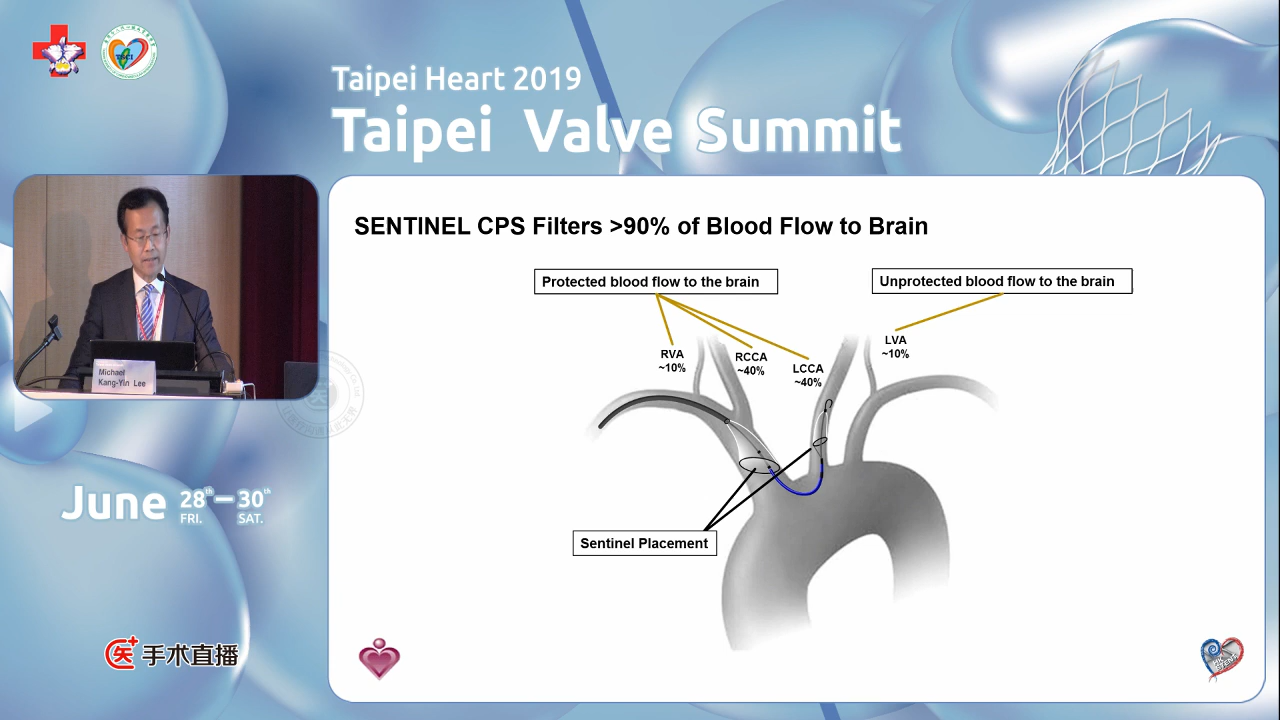 Taipei Heart 2019
Taipei Valve Summit
SENTINEL CPS Filters >90% of Blood Flow to Brain
Protected blood flow to the brain
Unprotected blood flow to the brain
RVA
~10%
RCCA
~40%
LCCA
~40%
LVA
~10%
Sentinel Placement
Michael
Kang-Yin Lee
June 28th – 30th
FRI. SAT.
医 手术直播